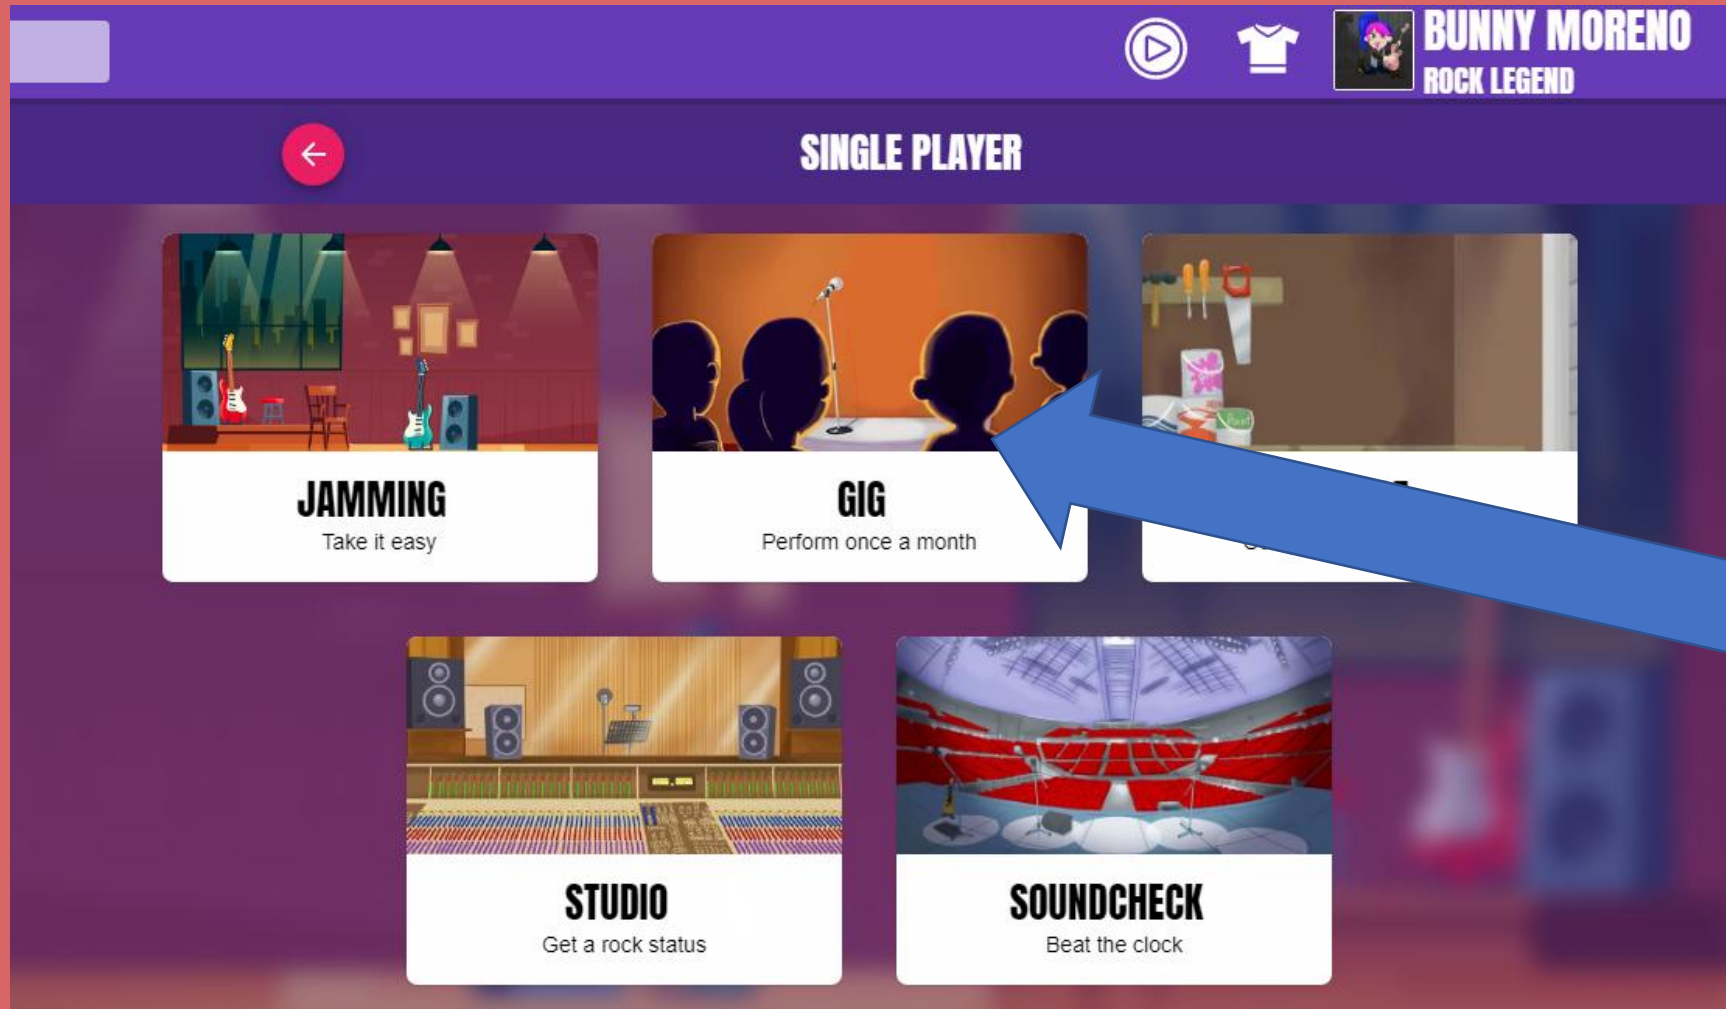 BUNNY MORENO
ROCK LEGEND
SINGLE PLAYER
JAMMING
Take it easy
GIG
Perform once a month
Paint
STUDIO
Get a rock status
SOUNDCHECK
Beat the clock